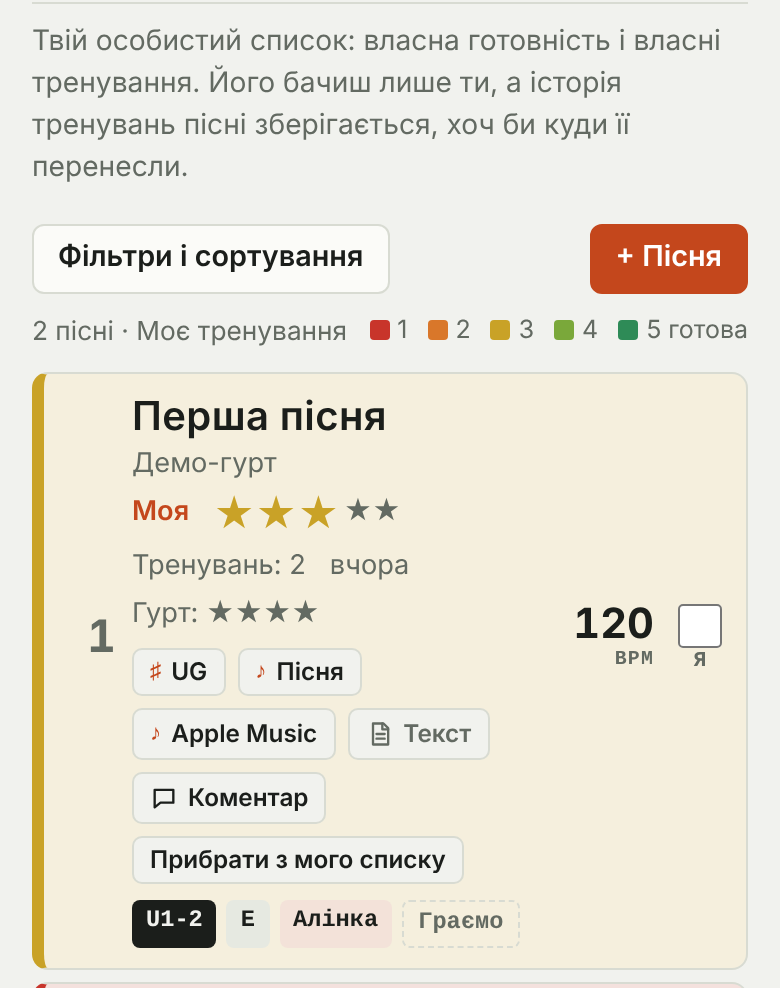 Твій особистий список: власна готовність і власні
тренування. Його бачиш лише ти, а історія
тренувань пісні зберігається, хоч би куди її
перенесли.
Фільтри і сортування
+ Пісня
2 пісні · Моє тренування 1 2 3 4 5 готова
Перша пісня
Демо-гурт
Моя ★★★★★
Тренувань: 2 вчора
Гурт: ★★★★
1
120
BPM
Я
♯ UG ♪ Пісня
♪ Apple Music Текст
Коментар
Прибрати з мого списку
U1-2 E Алінка Граємо